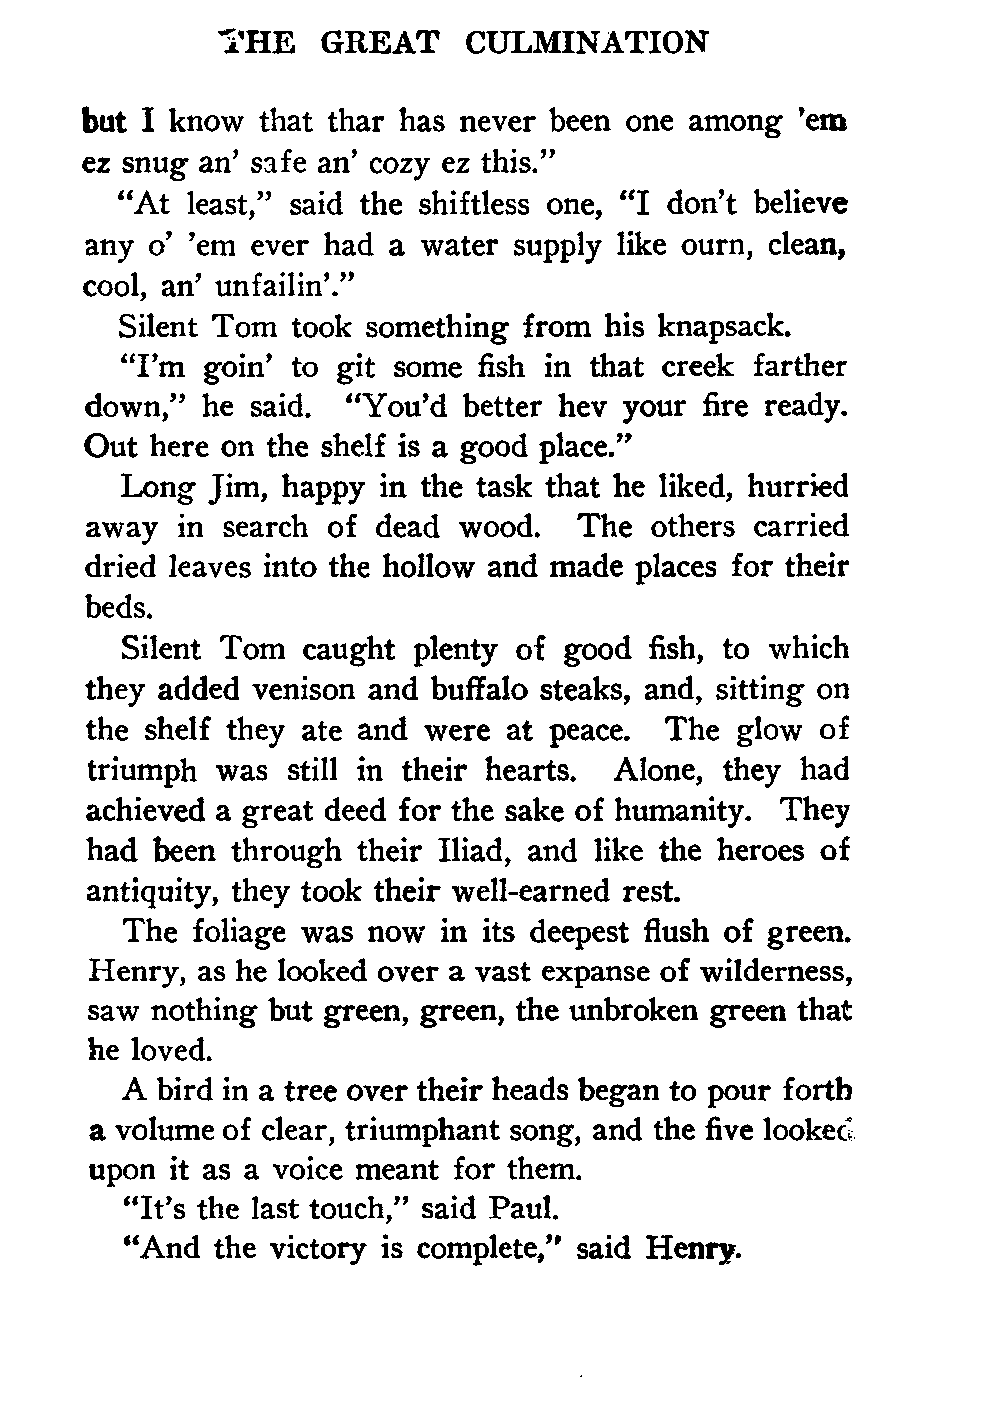 THE GREAT CULMINATION
but I know that thar has never been one among 'em
ez snug an' safe an' cozy ez this."
"At least," said the shiftless one, "I don't believe
any o' 'em ever had a water supply like ourn, clean,
cool, an' unfailin'."
Silent Tom took something from his knapsack.
"I'm goin' to git some fish in that creek farther
down," he said. "You'd better hev your fire ready.
Out here on the shelf is a good place."
Long Jim, happy in the task that he liked, hurried
away in search of dead wood. The others carried
dried leaves into the hollow and made places for their
beds.
Silent Tom caught plenty of good fish, to which
they added venison and buffalo steaks, and, sitting on
the shelf they ate and were at peace. The glow of
triumph was still in their hearts. Alone, they had
achieved a great deed for the sake of humanity. They
had been through their Iliad, and like the heroes of
antiquity, they took their well-earned rest.
The foliage was now in its deepest flush of green.
Henry, as he looked over a vast expanse of wilderness,
saw nothing but green, green, the unbroken green that
he loved.
A bird in a tree over their heads began to pour forth
a volume of clear, triumphant song, and the five looked
upon it as a voice meant for them.
"It's the last touch," said Paul.
"And the victory is complete," said Henry.